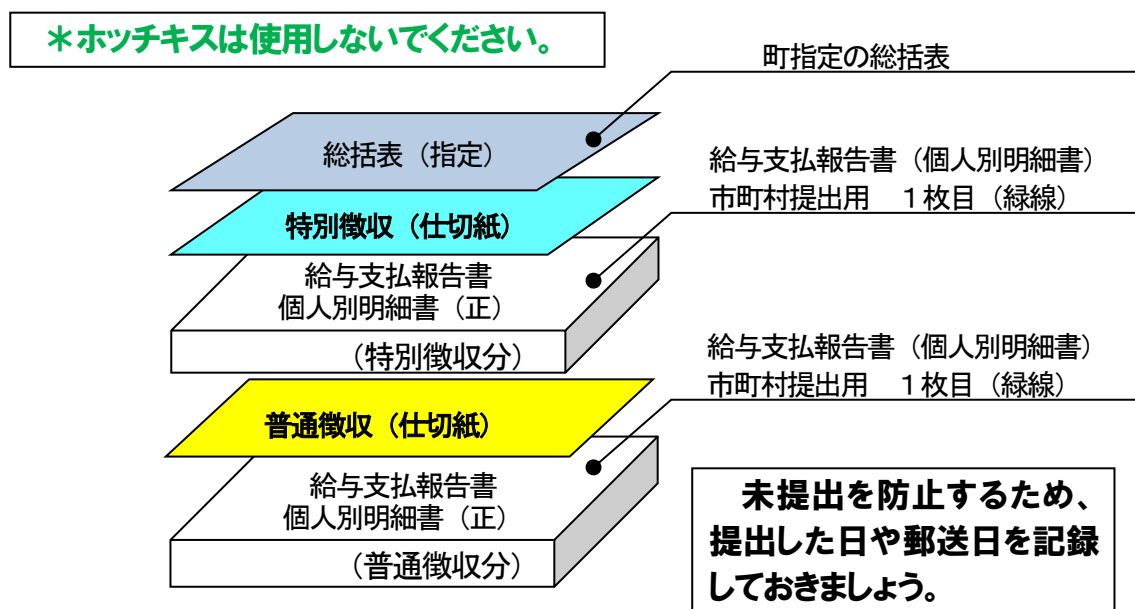 ＊ホッチキスは使用しないでください。
町指定の総括表
総括表（指定）
給与支払報告書（個人別明細書）
市町村提出用　１枚目（緑線）
特別徴収（仕切紙）
給与支払報告書
個人別明細書（正）
（特別徴収分）
給与支払報告書（個人別明細書）
市町村提出用　１枚目（緑線）
普通徴収（仕切紙）
給与支払報告書
個人別明細書（正）
（普通徴収分）
未提出を防止するため、
提出した日や郵送日を記録
しておきましょう。